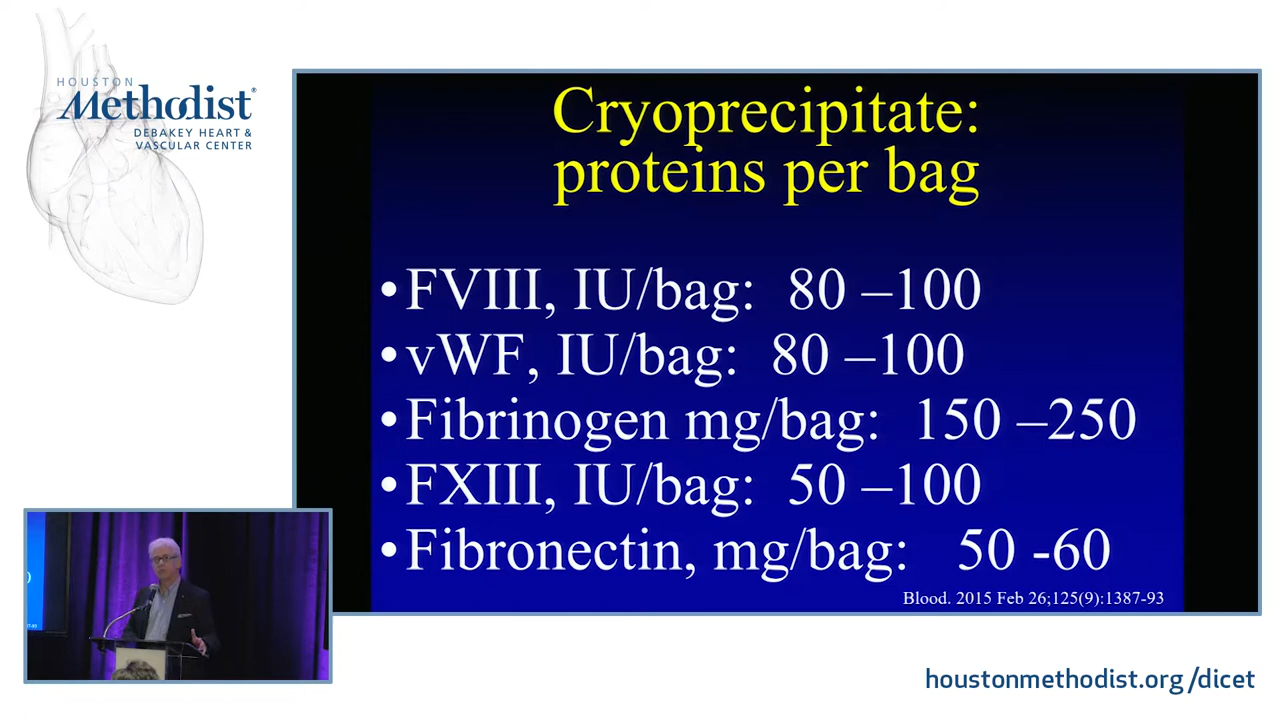 HOUSTON
Methodist®
DEBAKEY HEART &
VASCULAR CENTER
Cryoprecipitate:
proteins per bag
•FVIII, IU/bag: 80 –100
•vWF, IU/bag: 80 –100
•Fibrinogen mg/bag: 150 –250
•FXIII, IU/bag: 50 –100
•Fibronectin, mg/bag: 50 -60
Blood. 2015 Feb 26;125(9):1387-93
houstonmethodist.org/dicet